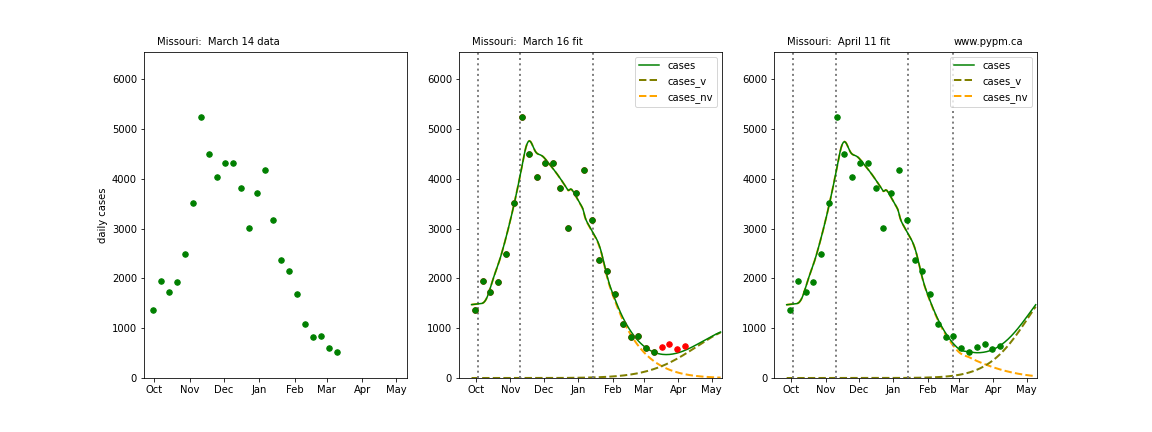 Missouri: March 14 data
daily cases
6000
5000
4000
3000
2000
1000
0
Oct Nov Dec Jan Feb Mar Apr May
Missouri: March 16 fit
cases
cases_v
cases_nv
6000
5000
4000
3000
2000
1000
0
Oct Nov Dec Jan Feb Mar Apr May
Missouri: April 11 fit www.pypm.ca
cases
cases_v
cases_nv
6000
5000
4000
3000
2000
1000
0
Oct Nov Dec Jan Feb Mar Apr May